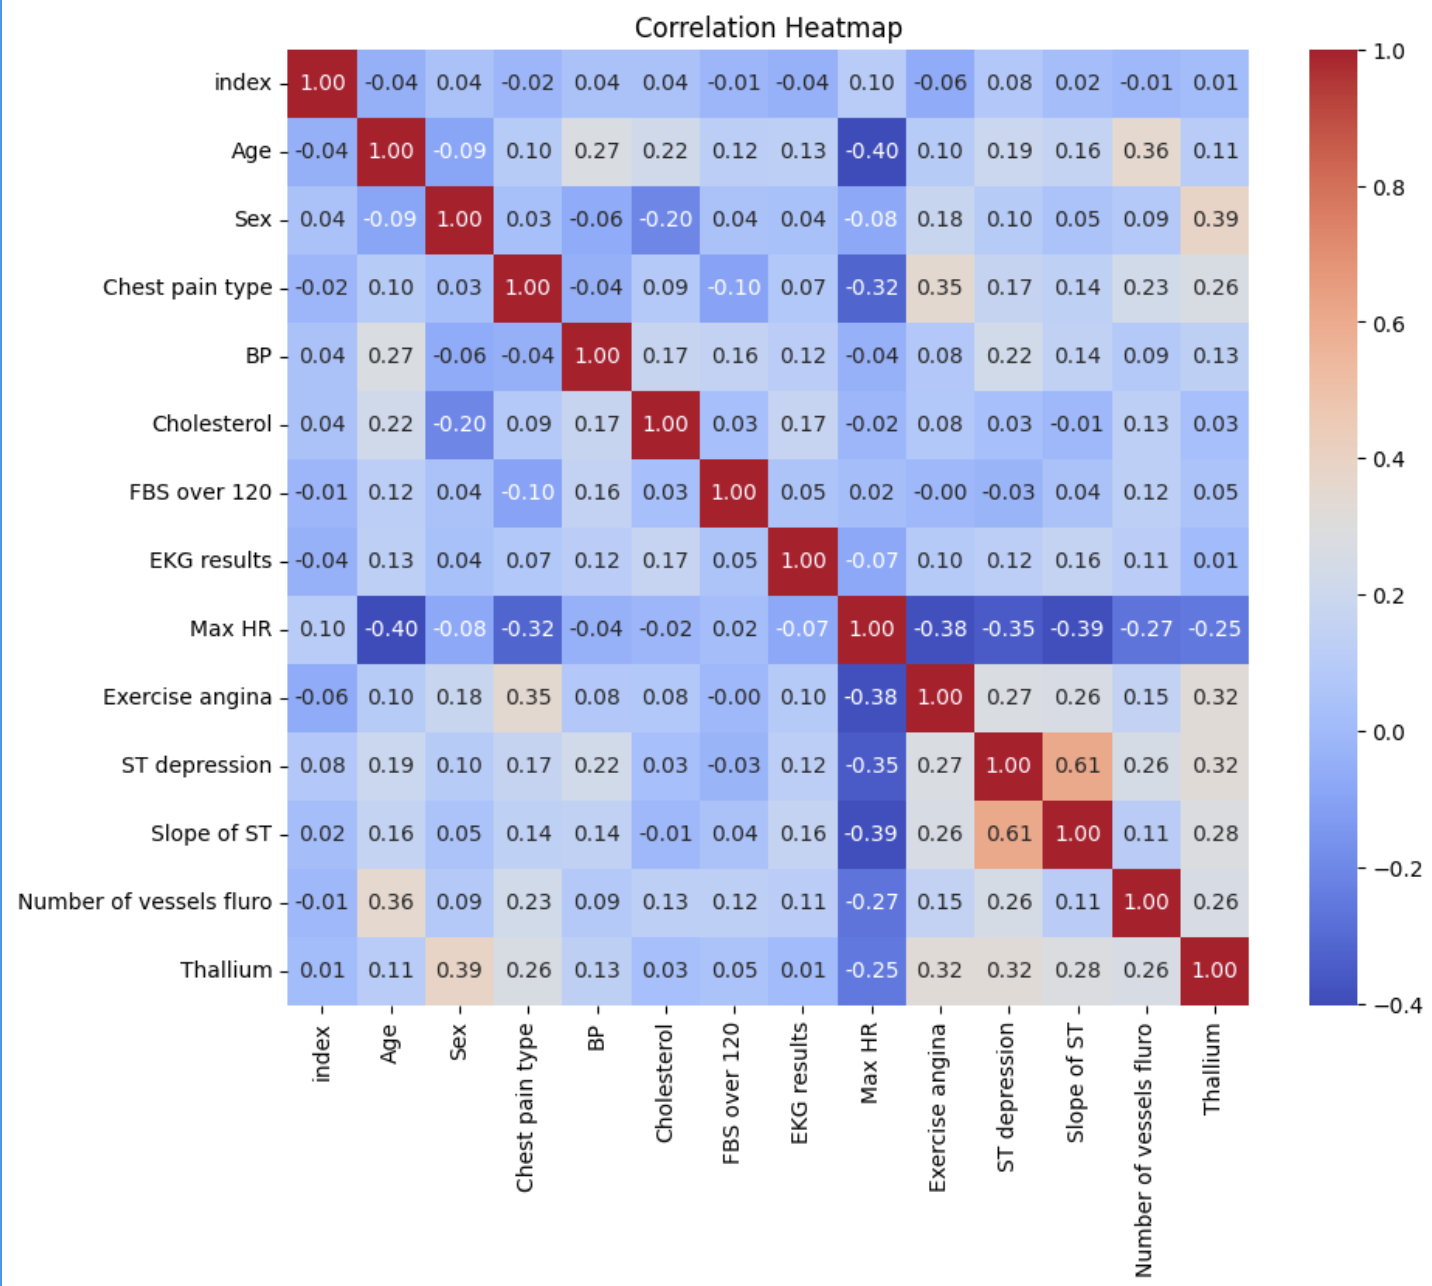 Correlation Heatmap
index 1.00 -0.04 0.04 -0.02 0.04 0.04 -0.01 -0.04 0.10 -0.06 0.08 0.02 -0.01 0.01
Age -0.04 1.00 -0.09 0.10 0.27 0.22 0.12 0.13 -0.40 0.10 0.19 0.16 0.36 0.11
Sex 0.04 -0.09 1.00 0.03 -0.06 -0.20 0.04 0.04 -0.08 0.18 0.10 0.05 0.09 0.39
Chest pain type -0.02 0.10 0.03 1.00 -0.04 0.09 -0.10 0.07 -0.32 0.35 0.17 0.14 0.23 0.26
BP 0.04 0.27 -0.06 -0.04 1.00 0.17 0.16 0.12 -0.04 0.08 0.22 0.14 0.09 0.13
Cholesterol 0.04 0.22 -0.20 0.09 0.17 1.00 0.03 0.17 -0.02 0.08 0.03 -0.01 0.13 0.03
FBS over 120 -0.01 0.12 0.04 -0.10 0.16 0.03 1.00 0.05 0.02 -0.00 -0.03 0.04 0.12 0.05
EKG results -0.04 0.13 0.04 0.07 0.12 0.17 0.05 1.00 -0.07 0.10 0.12 0.16 0.11 0.01
Max HR 0.10 -0.40 -0.08 -0.32 -0.04 -0.02 0.02 -0.07 1.00 -0.38 -0.35 -0.39 -0.27 -0.25
Exercise angina -0.06 0.10 0.18 0.35 0.08 0.08 -0.00 0.10 -0.38 1.00 0.27 0.26 0.15 0.32
ST depression 0.08 0.19 0.10 0.17 0.22 0.03 -0.03 0.12 -0.35 0.27 1.00 0.61 0.26 0.32
Slope of ST 0.02 0.16 0.05 0.14 0.14 -0.01 0.04 0.16 -0.39 0.26 0.61 1.00 0.11 0.28
Number of vessels fluro -0.01 0.36 0.09 0.23 0.09 0.13 0.12 0.11 -0.27 0.15 0.26 0.11 1.00 0.26
Thallium 0.01 0.11 0.39 0.26 0.13 0.03 0.05 0.01 -0.25 0.32 0.32 0.28 0.26 1.00
index
Age
Sex
Chest pain type
BP
Cholesterol
FBS over 120
EKG results
Max HR
Exercise angina
ST depression
Slope of ST
Number of vessels fluro
Thallium
1.0
0.8
0.6
0.4
0.2
0.0
−0.2
−0.4